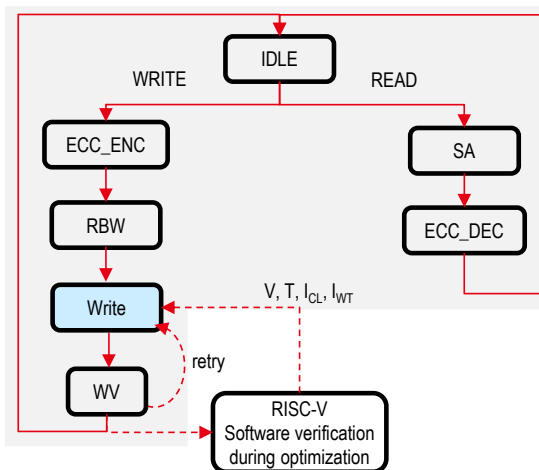 IDLE
WRITE
READ
ECC_ENC
SA
RBW
ECC_DEC
V, T, I_CL, I_WT
Write
retry
WV
RISC-V
Software verification
during optimization